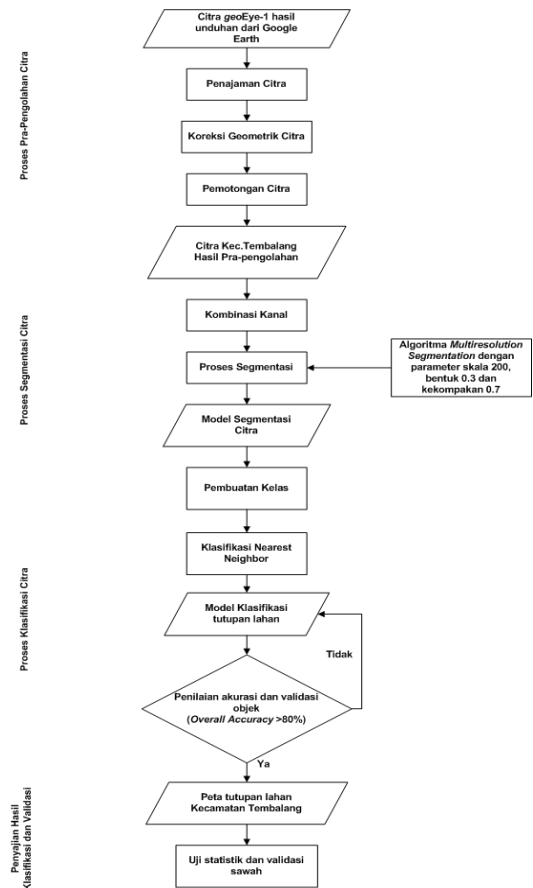 Citra geoEye-1 hasil
unduhan dari Google
Earth
Penajaman Citra
Koreksi Geometrik Citra
Pemotongan Citra
Citra Kec.Tembalang
Hasil Pra-pengolahan
Proses Pra-Pengolahan Citra
Kombinasi Kanal
Proses Segmentasi
Algoritma Multiresolution
Segmentation dengan
parameter skala 200,
bentuk 0.3 dan
kekompakan 0.7
Model Segmentasi
Citra
Proses Segmentasi Citra
Pembuatan Kelas
Klasifikasi Nearest
Neighbor
Model Klasifikasi
tutupan lahan
Tidak
Penilaian akurasi dan validasi
objek
(Overall Accuracy >80%)
Ya
Proses Klasifikasi Citra
Peta tutupan lahan
Kecamatan Tembalang
Uji statistik dan validasi
sawah
Penyajian Hasil
Klasifikasi dan Validasi